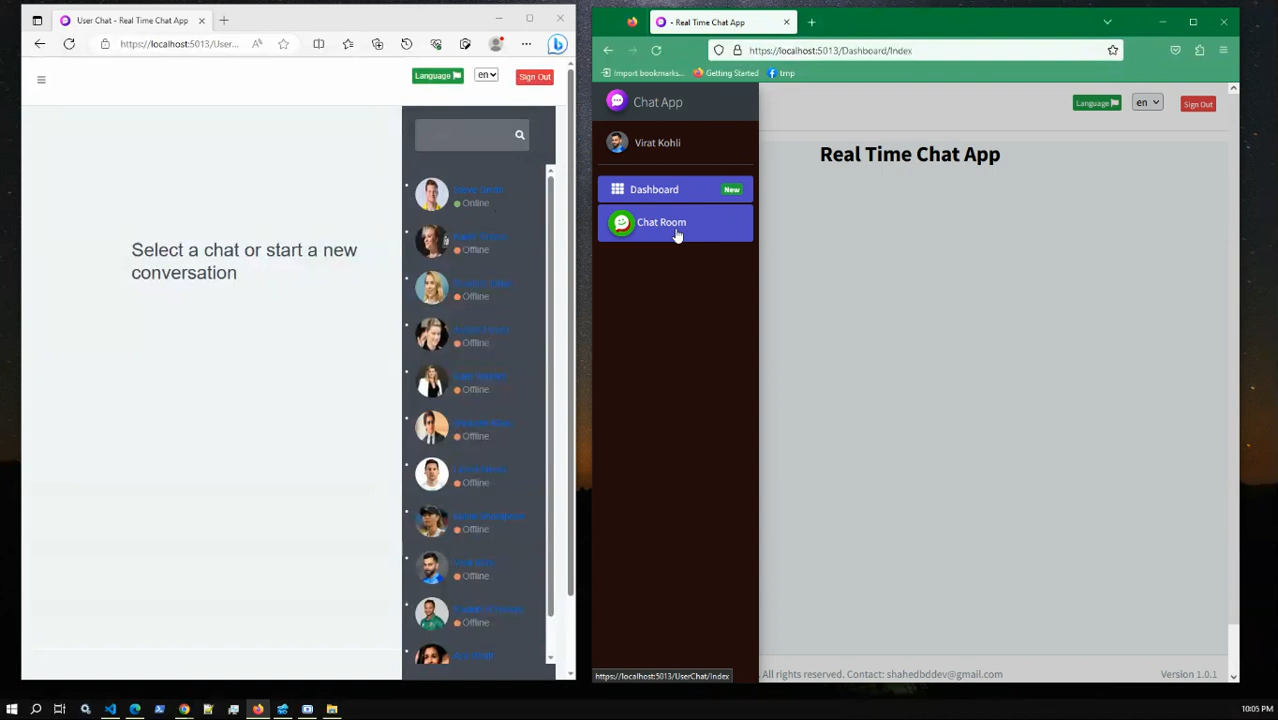 User Chat - Real Time Chat App
https://localhost:5013/User...
Language
en
Sign Out
Select a chat or start a new
conversation
Online
Offline
Offline
Offline
Offline
Offline
Offline
Offline
Offline
Offline
- Real Time Chat App
https://localhost:5013/Dashboard/Index
Import bookmarks...
Getting Started
tmp
Chat App
Virat Kohli
Dashboard
New
Chat Room
Language
en
Sign Out
Real Time Chat App
https://localhost:5013/UserChat/Index
All rights reserved. Contact: shahedbddev@gmail.com
Version 1.0.1
10:05 PM